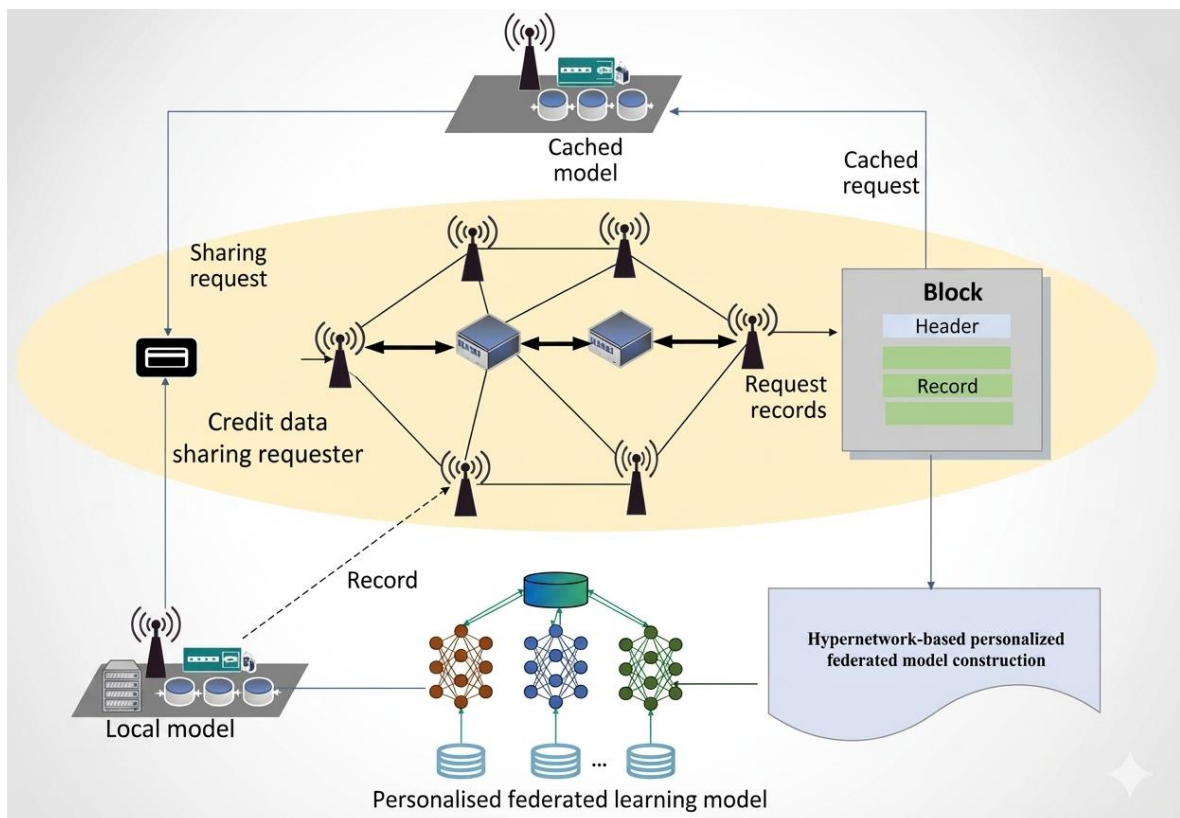 Cached
model
Cached
request
Sharing
request
Block
Header
Record
Request
records
Credit data
sharing requester
Record
Hypernetwork-based personalized
federated model construction
Local model
...
Personalised federated learning model